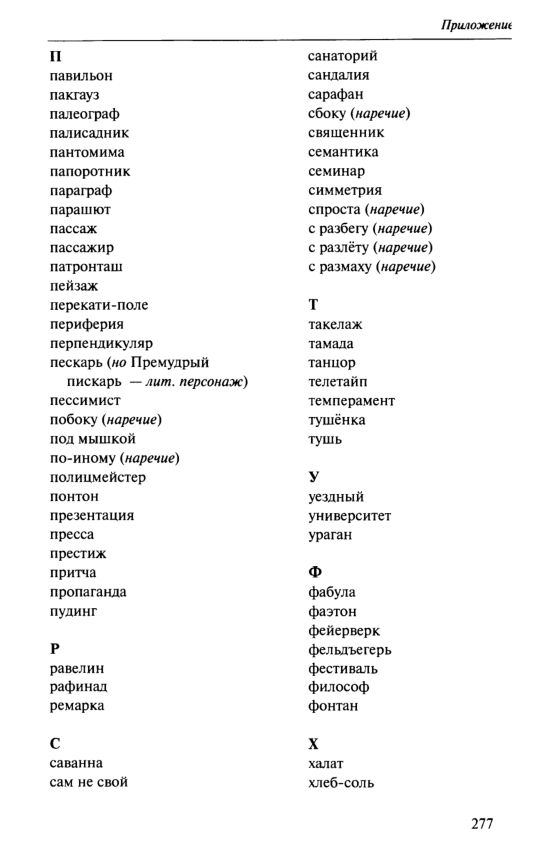 Приложение
П
павильон
пакгауз
палеограф
палисадник
пантомима
папоротник
параграф
парашют
пассаж
пассажир
патронташ
пейзаж
перекати-поле
периферия
перпендикуляр
пескарь (но Премудрый
пискарь — лит. персонаж)
пессимист
побоку (наречие)
под мышкой
по-иному (наречие)
полицмейстер
понтон
презентация
пресса
престиж
притча
пропаганда
пудинг
Р
равелин
рафинад
ремарка
С
саванна
сам не свой
санаторий
сандалия
сарафан
сбоку (наречие)
священник
семантика
семинар
симметрия
спроста (наречие)
с разбегу (наречие)
с разлёту (наречие)
с размаху (наречие)
Т
такелаж
тамада
танцор
телетайп
темперамент
тушёнка
тушь
У
уездный
университет
ураган
Ф
фабула
фаэтон
фейерверк
фельдъегерь
фестиваль
философ
фонтан
Х
халат
хлеб-соль
277